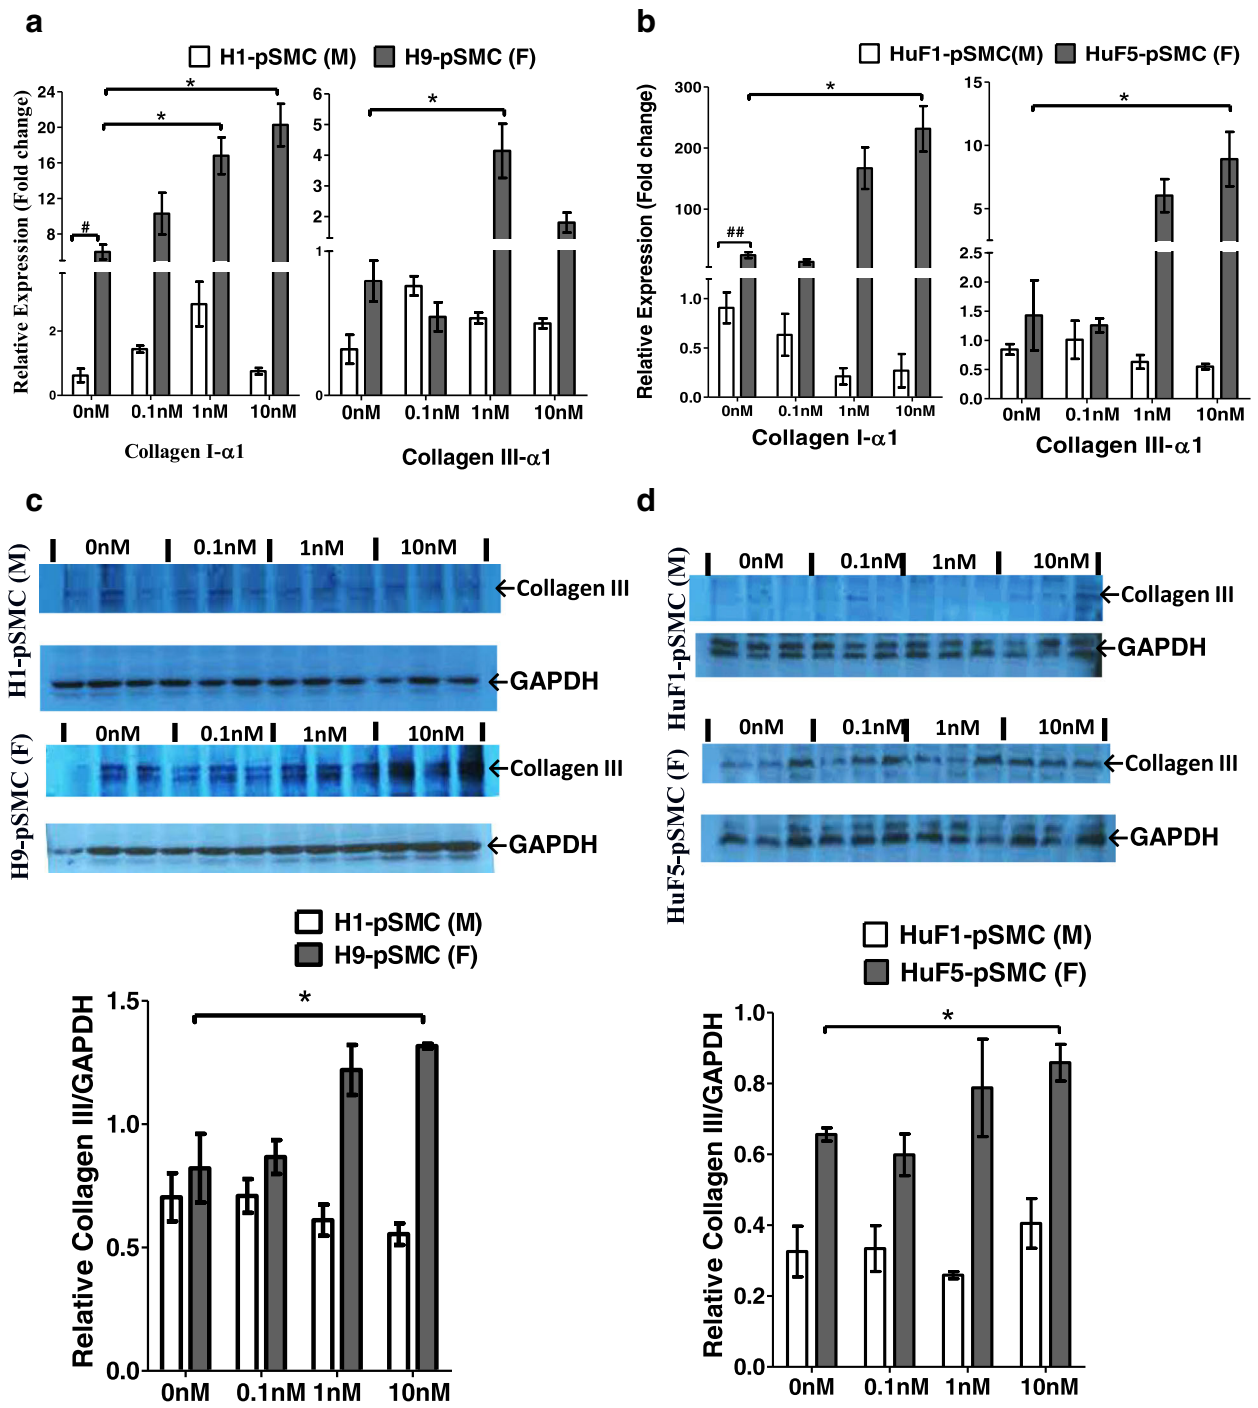 a
H1-pSMC (M) H9-pSMC (F)
Relative Expression (Fold change)
24
20
16
12
8
2
0
*
*
#
0nM 0.1nM 1nM 10nM
Collagen I-α1
6
5
4
3
2
1
0
*
0nM 0.1nM 1nM 10nM
Collagen III-α1
b
HuF1-pSMC(M) HuF5-pSMC (F)
Relative Expression (Fold change)
300
200
100
1.0
0.5
0.0
*
##
0nM 0.1nM 1nM 10nM
Collagen I-α1
15
10
5
2.5
2.0
1.5
1.0
0.5
0.0
*
0nM 0.1nM 1nM 10nM
Collagen III-α1
c
H1-pSMC (M)
0nM 0.1nM 1nM 10nM
Collagen III
GAPDH
H9-pSMC (F)
0nM 0.1nM 1nM 10nM
Collagen III
GAPDH
H1-pSMC (M)
H9-pSMC (F)
Relative Collagen III/GAPDH
1.5
1.0
0.5
0.0
*
0nM 0.1nM 1nM 10nM
d
HuF1-pSMC (M)
0nM 0.1nM 1nM 10nM
Collagen III
GAPDH
HuF5-pSMC (F)
0nM 0.1nM 1nM 10nM
Collagen III
GAPDH
HuF1-pSMC (M)
HuF5-pSMC (F)
Relative Collagen III/GAPDH
1.0
0.8
0.6
0.4
0.2
0.0
*
0nM 0.1nM 1nM 10nM